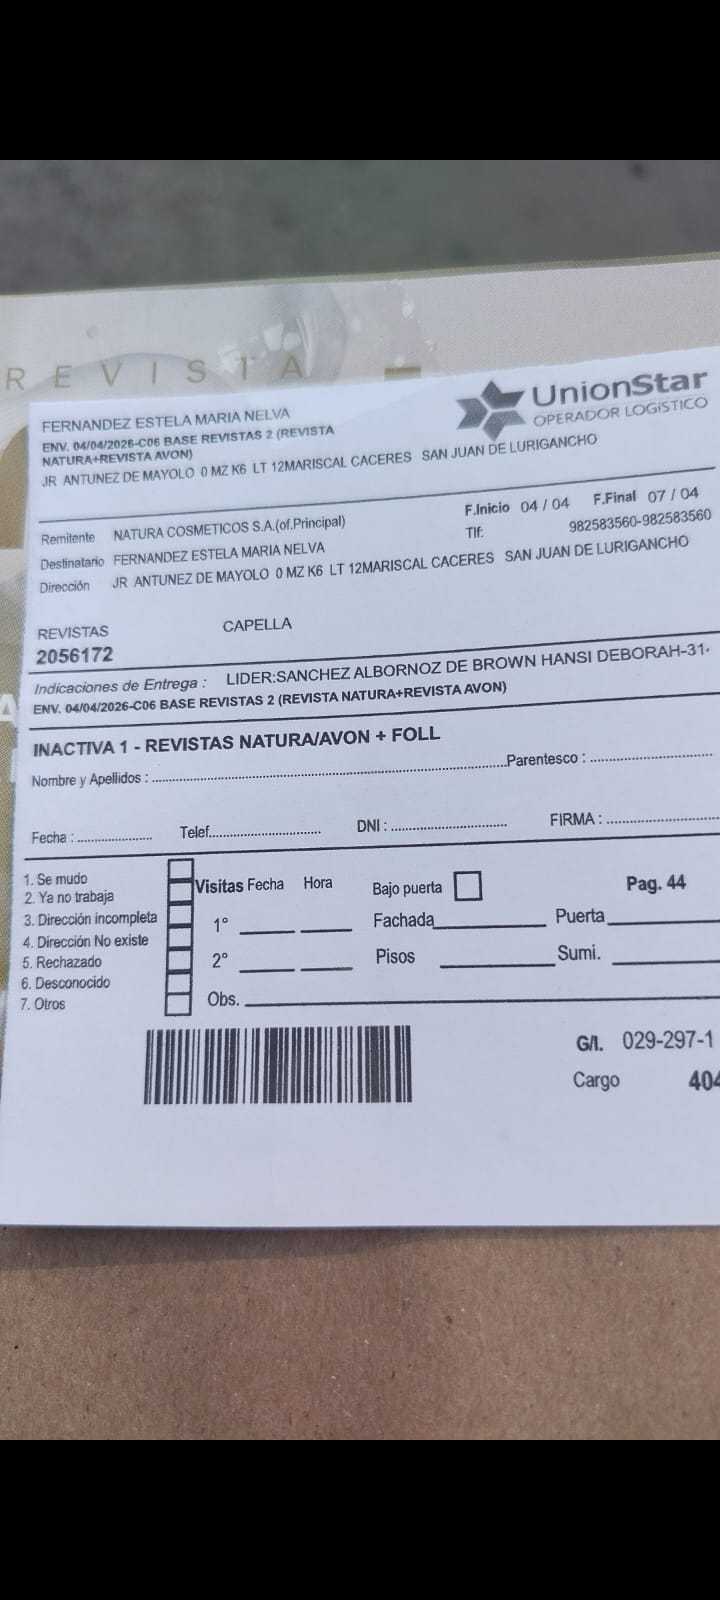 REVISTA
UnionStar
OPERADOR LOGíSTICO
FERNANDEZ ESTELA MARIA NELVA
ENV. 04/04/2026-C06 BASE REVISTAS 2 (REVISTA
NATURA+REVISTA AVON)
JR ANTUNEZ DE MAYOLO 0 MZ K6 LT 12MARISCAL CACERES SAN JUAN DE LURIGANCHO
Remitente NATURA COSMETICOS S.A.(of.Principal) F.Inicio 04 / 04 F.Final 07 / 04
Destinatario FERNANDEZ ESTELA MARIA NELVA Tlf: 982583560-982583560
Dirección JR ANTUNEZ DE MAYOLO 0 MZ K6 LT 12MARISCAL CACERES SAN JUAN DE LURIGANCHO
REVISTAS CAPELLA
2056172
Indicaciones de Entrega : LIDER:SANCHEZ ALBORNOZ DE BROWN HANSI DEBORAH-31
ENV. 04/04/2026-C06 BASE REVISTAS 2 (REVISTA NATURA+REVISTA AVON)
INACTIVA 1 - REVISTAS NATURA/AVON + FOLL
Nombre y Apellidos : Parentesco :
Fecha : Telef. DNI : FIRMA :
1. Se mudo
2. Ya no trabaja
3. Dirección incompleta
4. Dirección No existe
5. Rechazado
6. Desconocido
7. Otros
Visitas Fecha Hora Bajo puerta Pag. 44
1° Fachada Puerta
2° Pisos Sumi.
Obs.
G/I. 029-297-1
Cargo 404